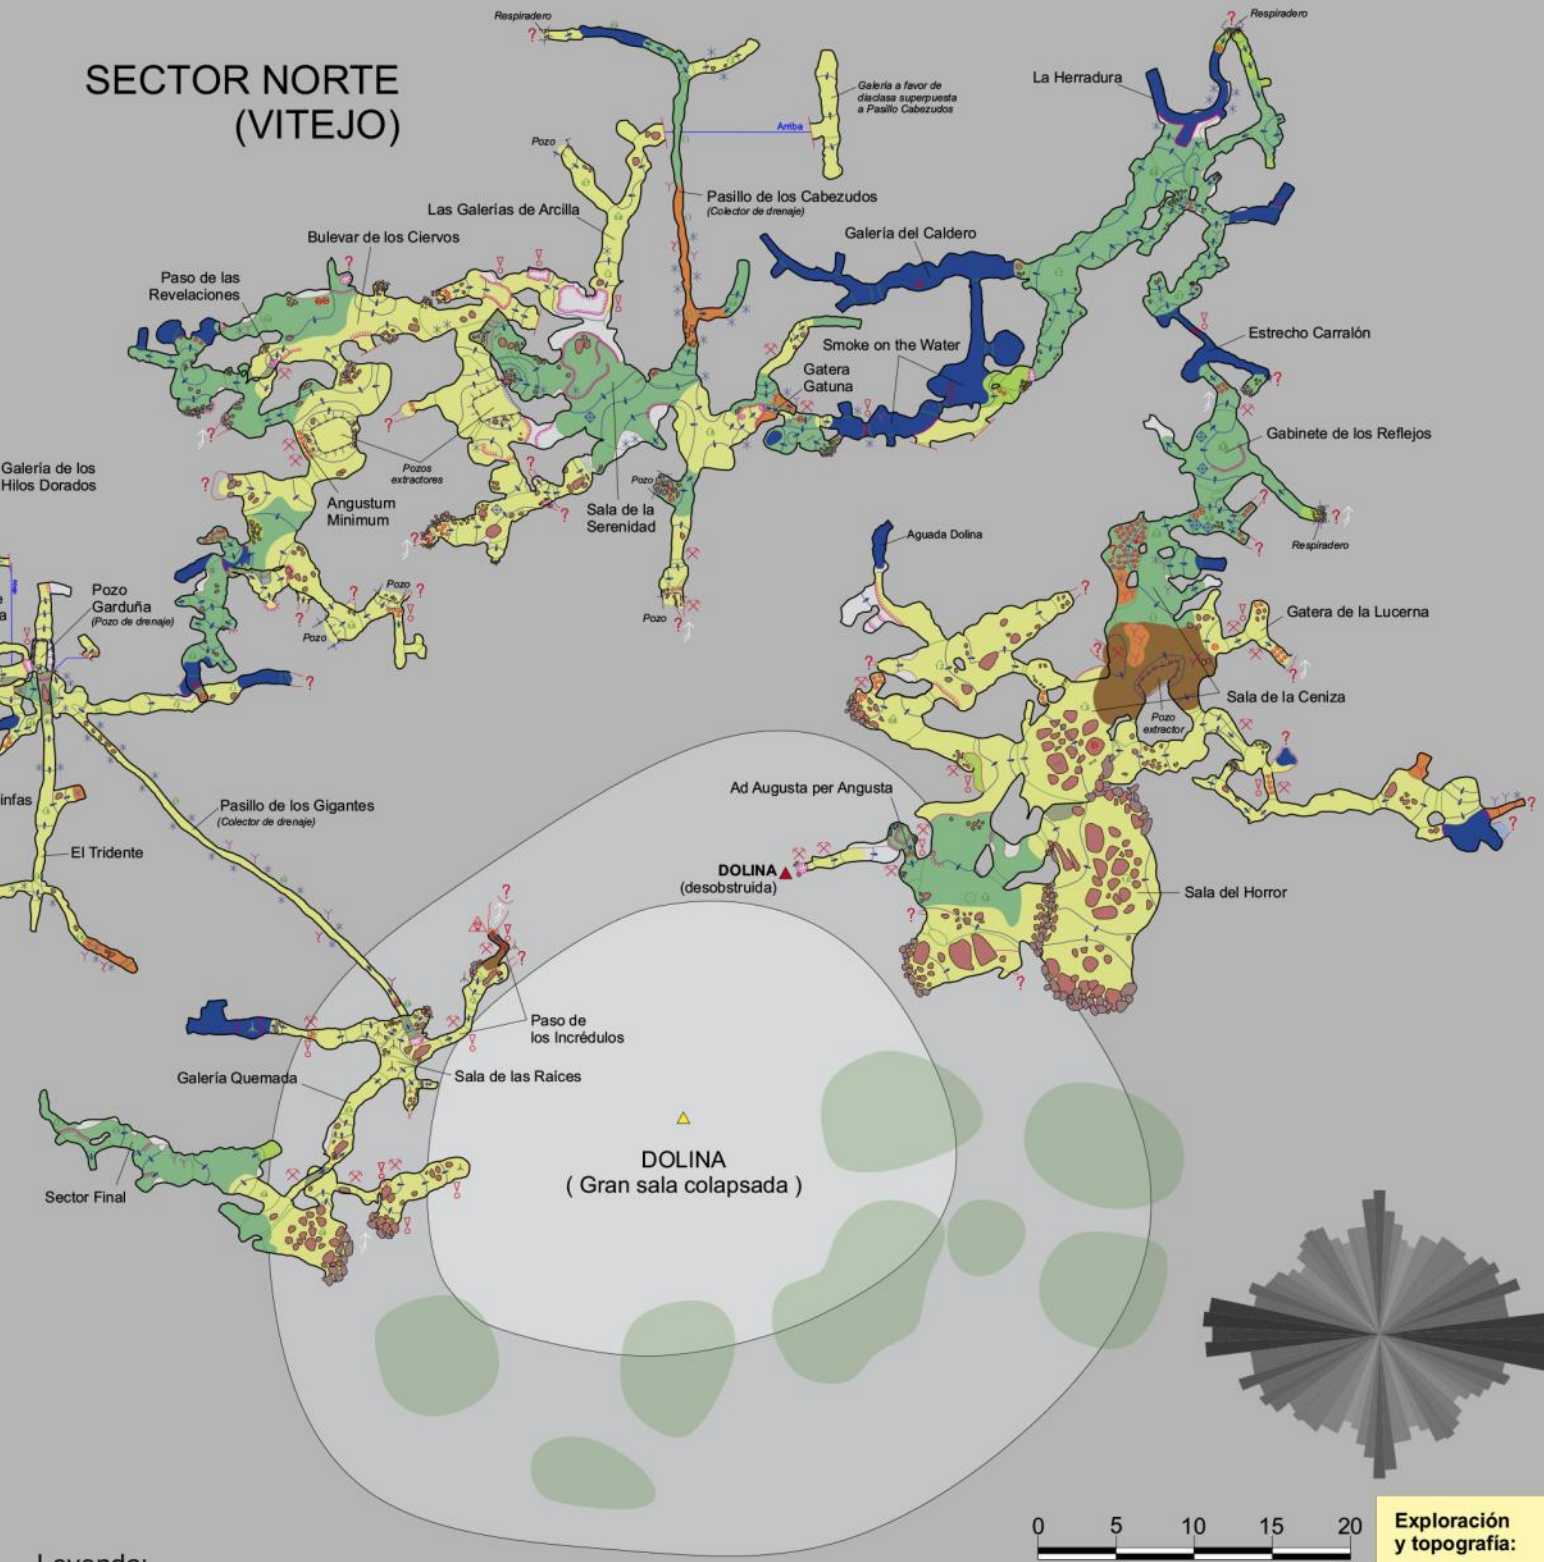 SECTOR NORTE
(VITEJO)
Respiradero
?
Respiradero
?
La Herradura
Galería a favor de
diaclasa superpuesta
a Pasillo Cabezudos
Arriba
Pozo
Pasillo de los Cabezudos
(Colector de drenaje)
Las Galerías de Arcilla
Bulevar de los Ciervos
Galería del Caldero
Paso de las
Revelaciones
?
Estrecho Carralón
Smoke on the Water
Gatera
Gatuna
?
?
?
Gabinete de los Reflejos
Galería de los
Hilos Dorados
Pozos
extractores
?
?
Pozo
Angustum
Minimum
Sala de la
Serenidad
?
?
?
?
Respiradero
?
Aguada Dolina
Pozo
Garduña
(Pozo de drenaje)
Pozo
?
?
?
Pozo
Pozo
?
?
Gatera de la Lucerna
?
?
?
Sala de la Ceniza
Pozo
extractor
?
infas
Pasillo de los Gigantes
(Colector de drenaje)
Ad Augusta per Angusta
?
?
El Tridente
DOLINA
(desobstruida)
Sala del Horror
?
?
?
?
Paso de
los Incrédulos
Galería Quemada
Sala de las Raíces
DOLINA
( Gran sala colapsada )
Sector Final
0 5 10 15 20
Exploración
y topografía:
Leyenda: